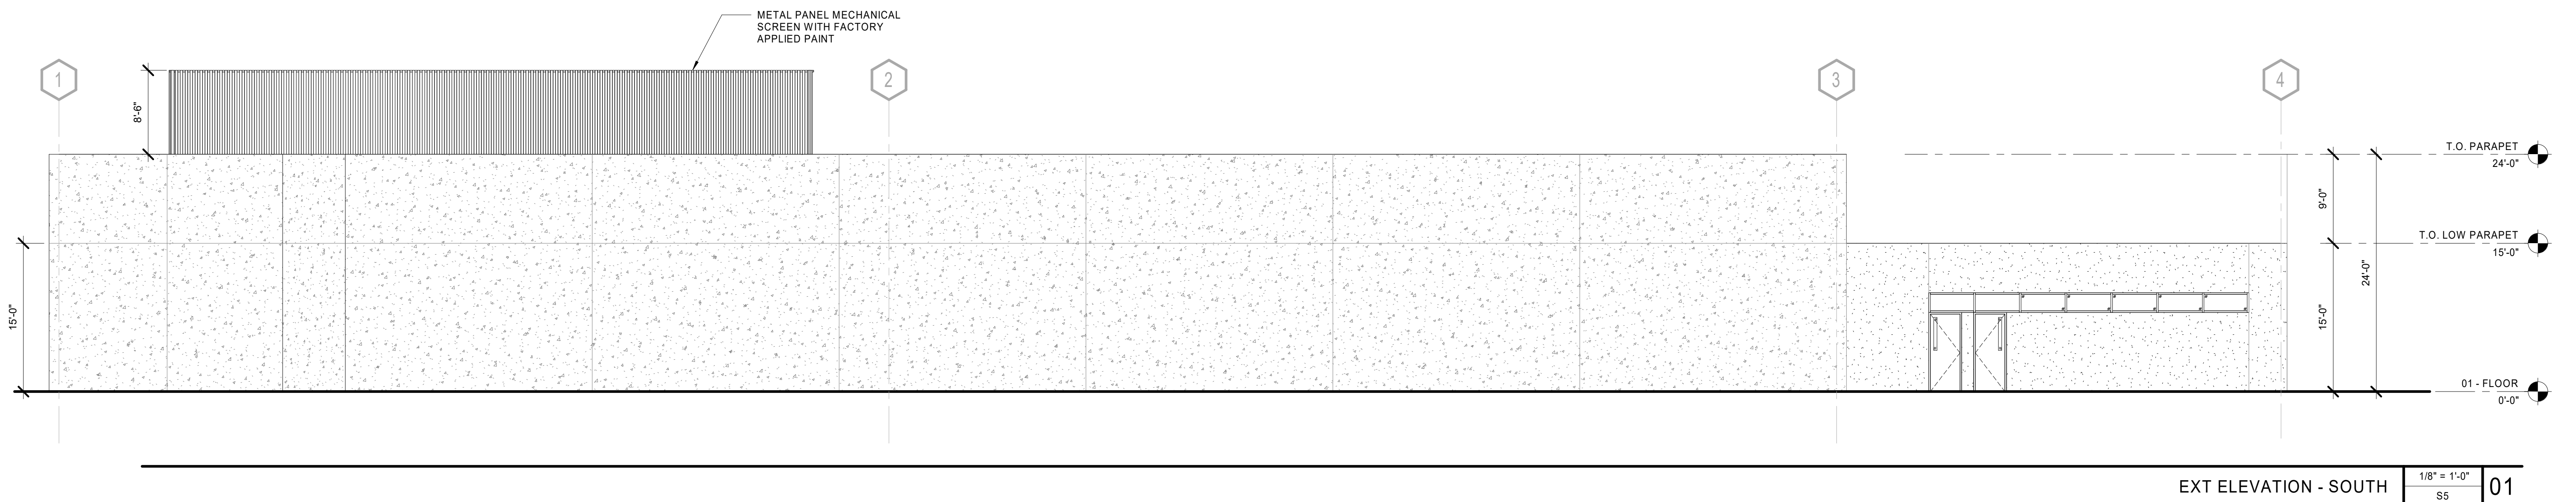 METAL PANEL MECHANICAL
SCREEN WITH FACTORY
APPLIED PAINT
1
2
3
4
8'-6"
15'-0"
T.O. PARAPET
24'-0"
9'-0"
T.O. LOW PARAPET
15'-0"
24'-0"
15'-0"
01 - FLOOR
0'-0"
EXT ELEVATION - SOUTH
1/8" = 1'-0"
S5
01